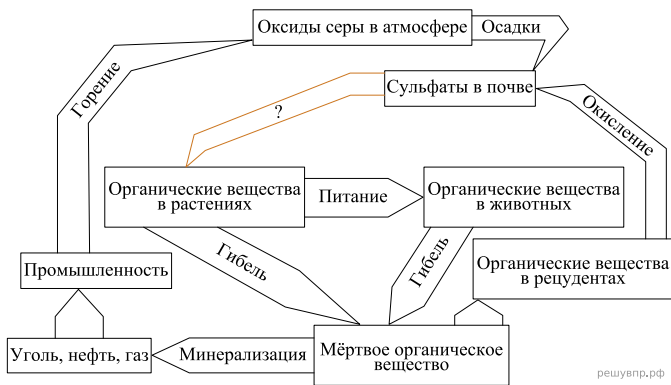 Оксиды серы в атмосфере
Осадки
Горение
Сульфаты в почве
?
Окисление
Органические вещества
в растениях
Питание
Органические вещества
в животных
Гибель
Гибель
Промышленность
Органические вещества
в рецудентах
Уголь, нефть, газ
Минерализация
Мёртвое органическое
вещество
решувпр.рф